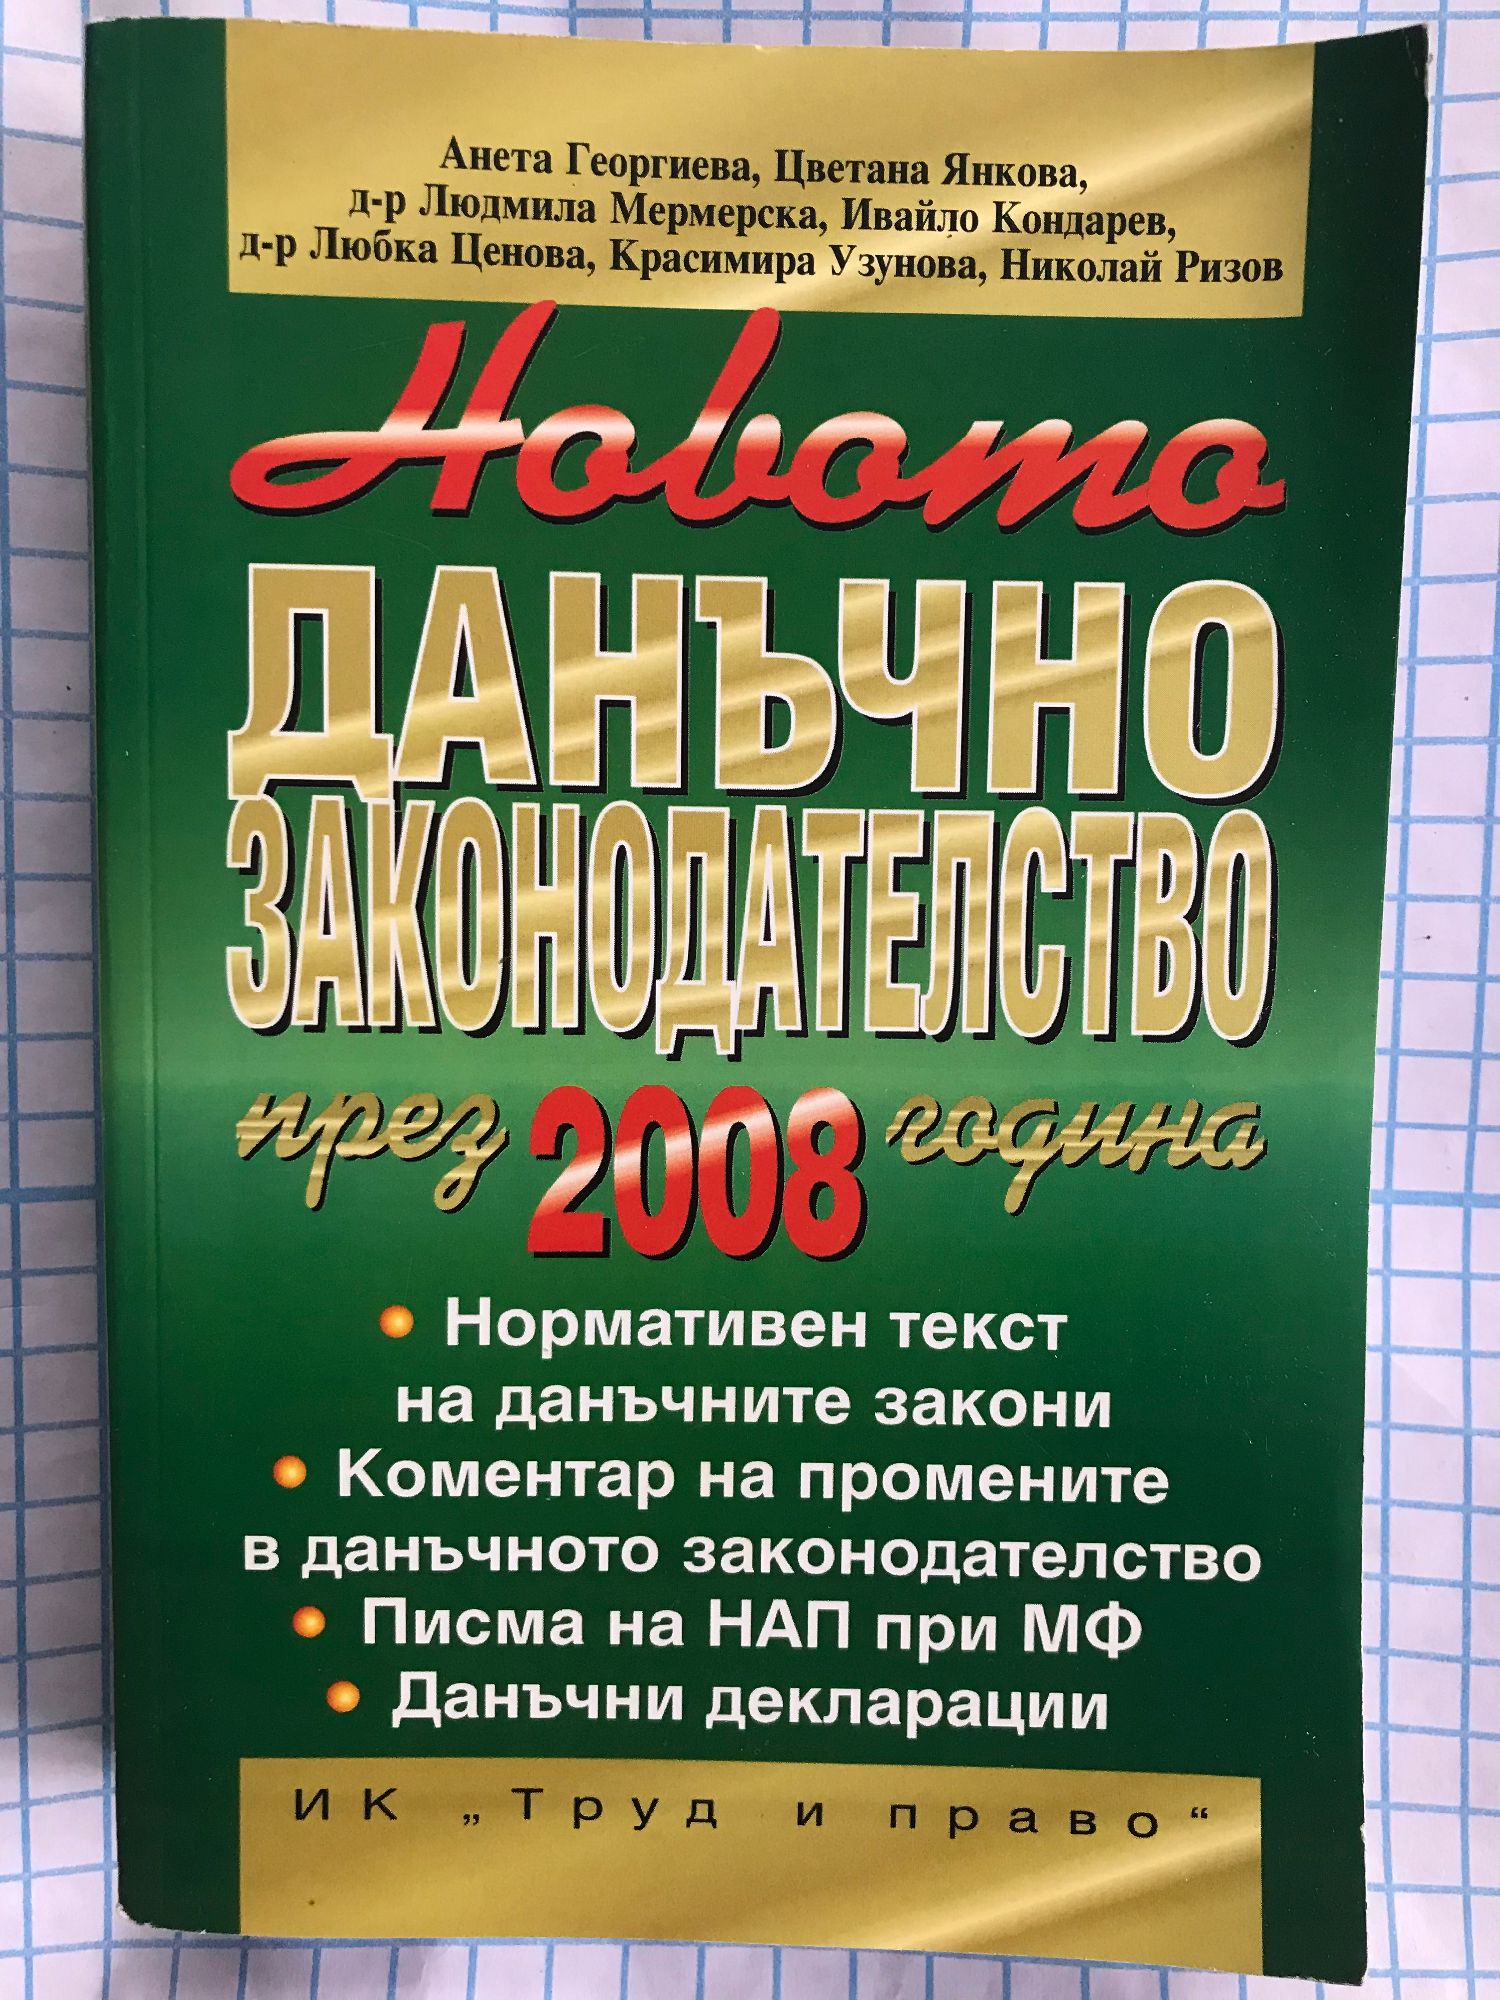 Анета Георгиева, Цветана Янкова,
д-р Людмила Мермерска, Ивайло Кондарев,
д-р Любка Ценова, Красимира Узунова, Николай Ризов
Новото
ДАНЪЧНО
ЗАКОНОДАТЕЛСТВО
през 2008 година
• Нормативен текст
на данъчните закони
• Коментар на промените
в данъчното законодателство
• Писма на НАП при МФ
• Данъчни декларации
ИК „Труд и право“